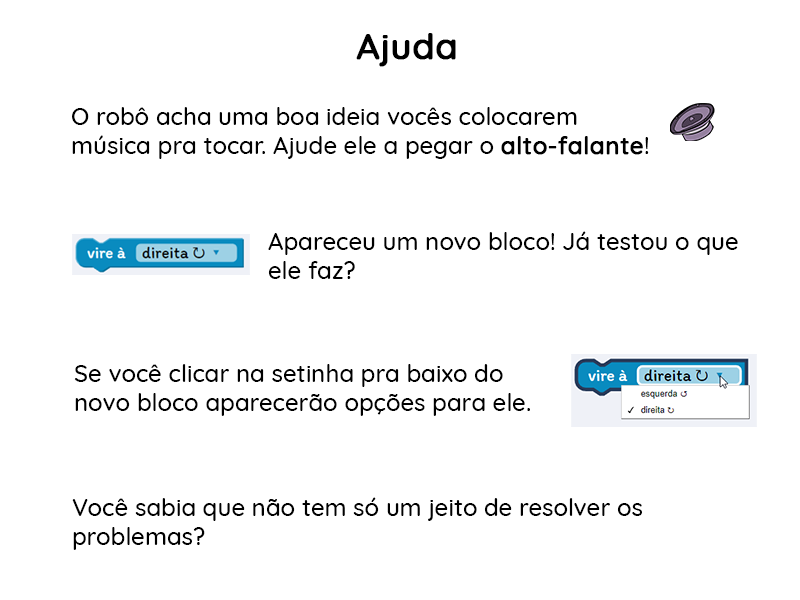 Ajuda
O robô acha uma boa ideia vocês colocarem
música pra tocar. Ajude ele a pegar o alto-falante!
vire à direita ↻ ▼
Apareceu um novo bloco! Já testou o que
ele faz?
Se você clicar na setinha pra baixo do
novo bloco aparecerão opções para ele.
vire à direita ↻ ▼
esquerda ↺
✓ direita ↻
Você sabia que não tem só um jeito de resolver os
problemas?